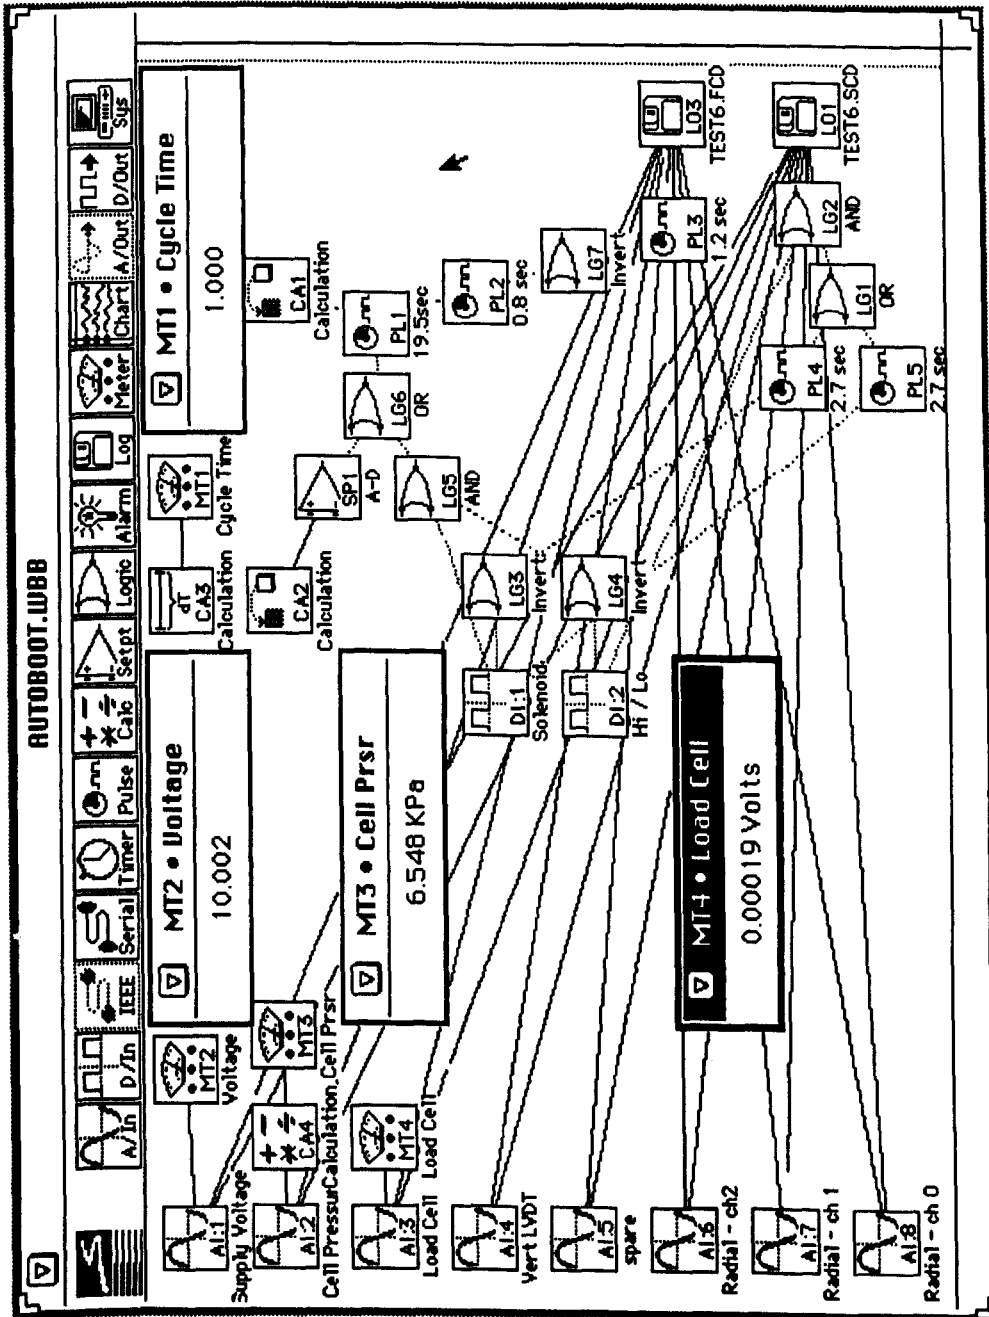 AUTOBOOT.WBB
A/In
D/In
IEEE
Serial
Timer
Pulse
Calc
Setpt
Logic
Alarm
Log
Meter
Chart
A/Out
D/Out
Sys
AI:1
Supply Voltage
MT2
Voltage
MT2 • Voltage
10.002
CA3
Calculation
MT1
Cycle Time
MT1 • Cycle Time
1.000
AI:2
Cell Pressur
CA4
Calculation
MT3
Cell Prsr
CA2
Calculation
SP1
A-D
LG6
OR
PL1
19.5sec
CA1
Calculation
AI:3
Load Cell
MT4
Load Cell
MT3 • Cell Prsr
6.548 KPa
LG5
AND
PL2
0.8 sec
AI:4
Vert LVDT
DI:1
Solenoid
LG3
Invert
LG7
Invert
AI:5
spare
DI:2
Hi / Lo
LG4
Invert
PL3
1.2 sec
LO3
TEST6.FCD
AI:6
Radial - ch2
MT4 • Load Cell
0.00019 Volts
AI:7
Radial - ch 1
PL4
2.7 sec
LG1
OR
LG2
AND
LO1
TEST6.SCD
AI:8
Radial - ch 0
PL5
2.7 sec
dT